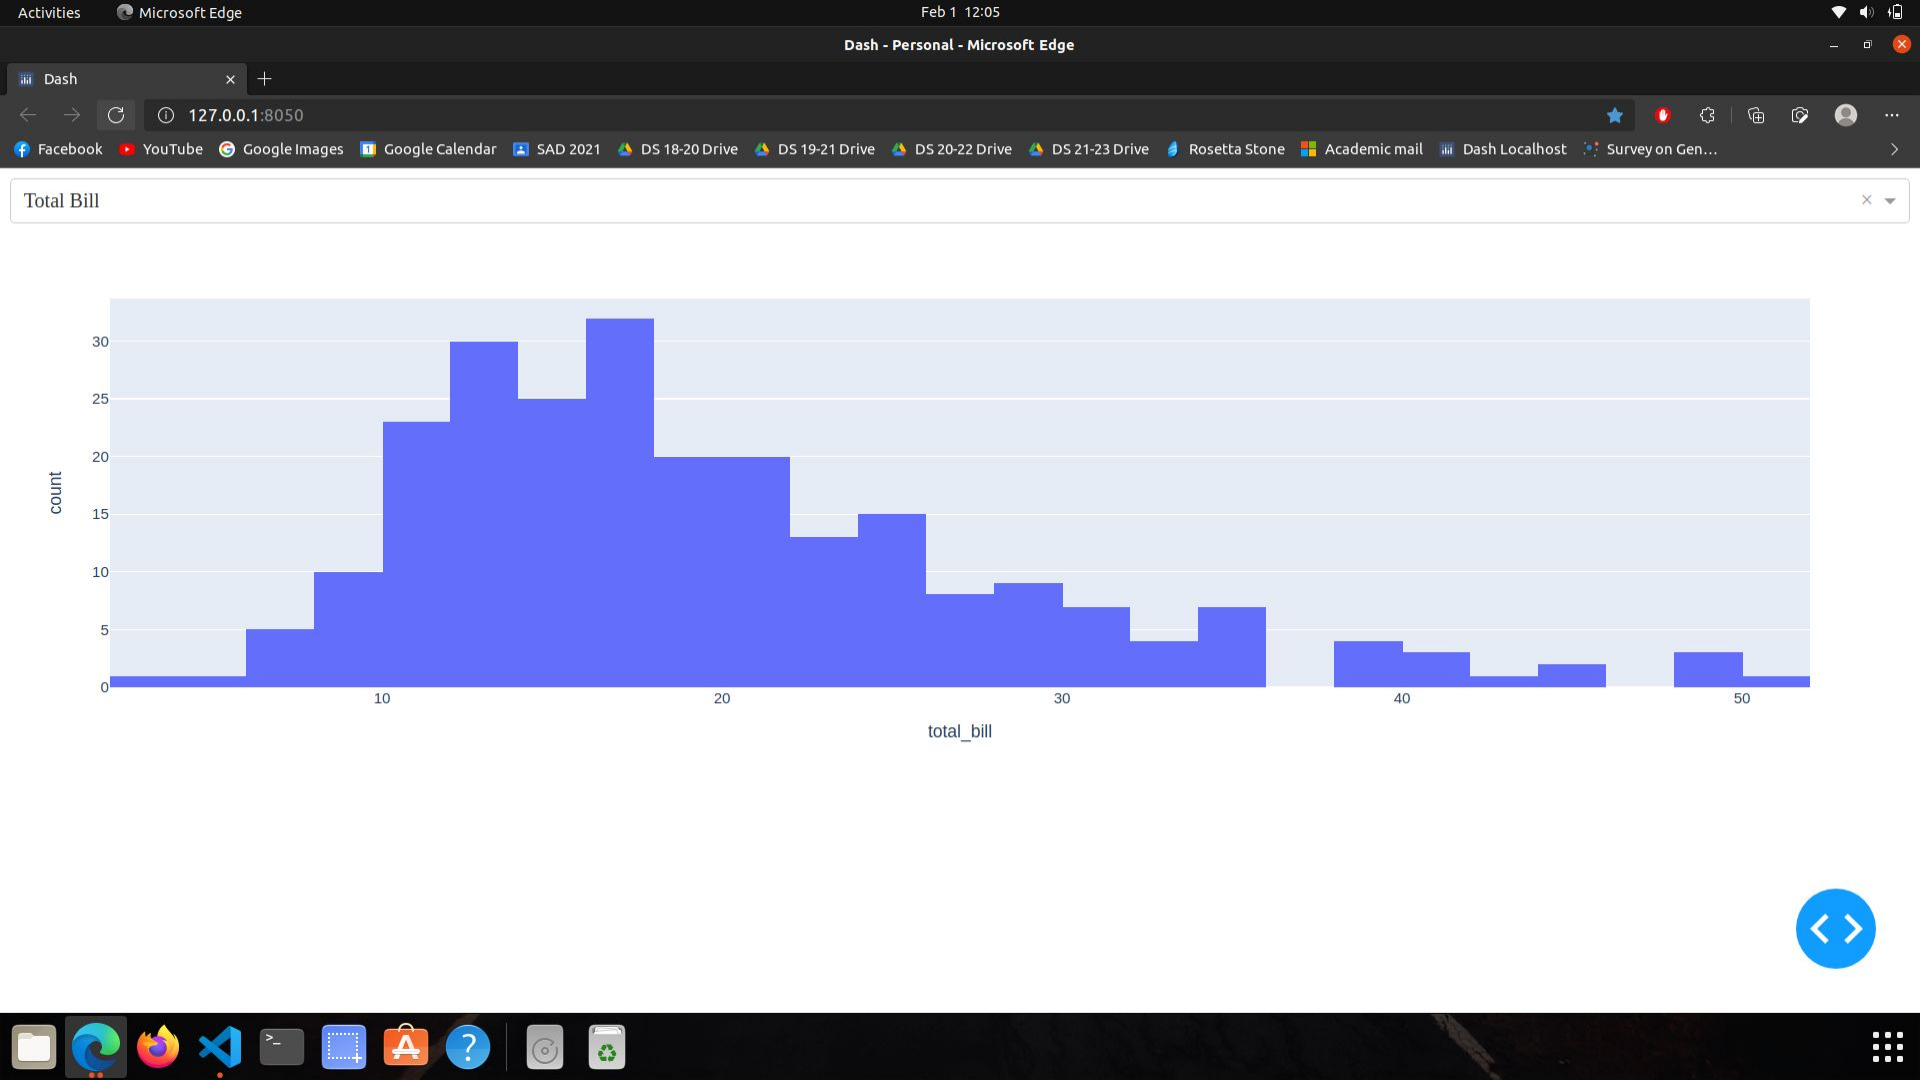 Activities Microsoft Edge Feb 1 12:05
Dash - Personal - Microsoft Edge
Dash
127.0.0.1:8050
Facebook YouTube Google Images Google Calendar SAD 2021 DS 18-20 Drive DS 19-21 Drive DS 20-22 Drive DS 21-23 Drive Rosetta Stone Academic mail Dash Localhost Survey on Gen...
Total Bill
30
25
20
15
10
5
0
count
10 20 30 40 50
total_bill